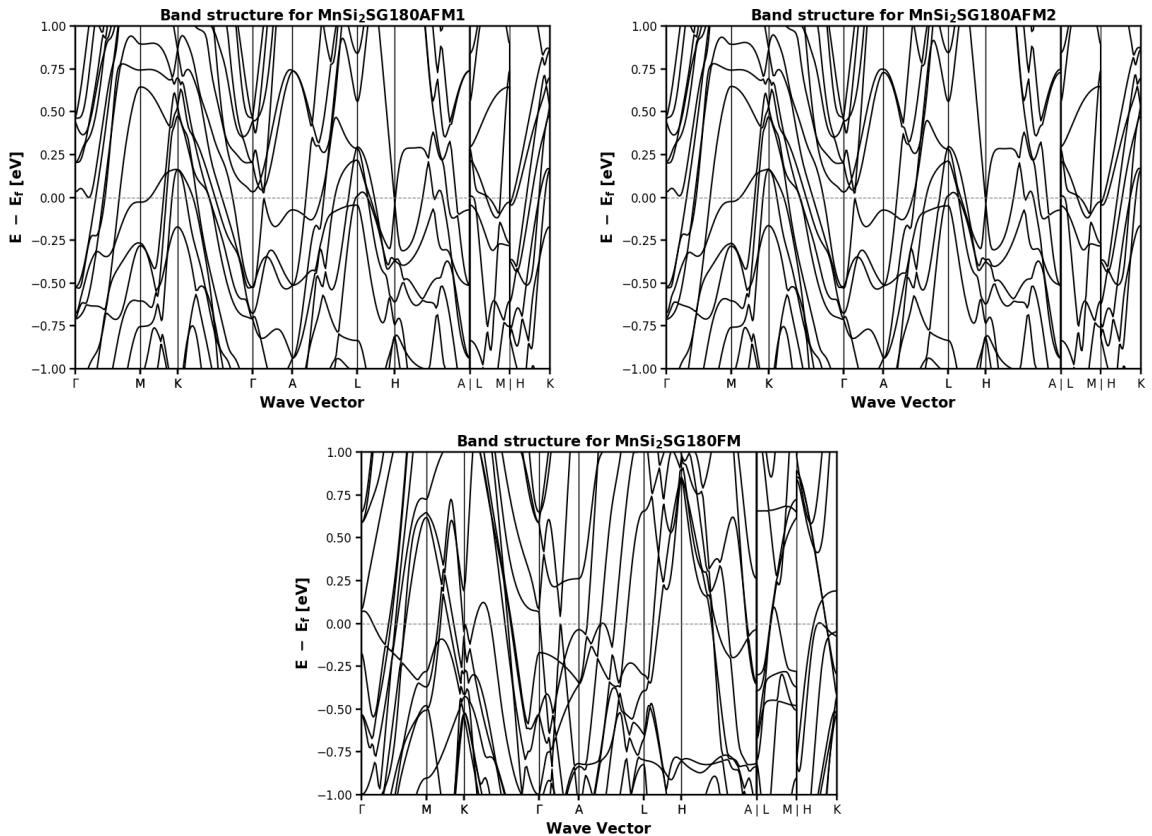 Band structure for MnSi₂SG180AFM1
1.00
0.75
0.50
0.25
0.00
−0.25
−0.50
−0.75
−1.00
E − E_f [eV]
Γ M K Γ A L H A | L M | H K
Wave Vector
Band structure for MnSi₂SG180AFM2
1.00
0.75
0.50
0.25
0.00
−0.25
−0.50
−0.75
−1.00
E − E_f [eV]
Γ M K Γ A L H A | L M | H K
Wave Vector
Band structure for MnSi₂SG180FM
1.00
0.75
0.50
0.25
0.00
−0.25
−0.50
−0.75
−1.00
E − E_f [eV]
Γ M K Γ A L H A | L M | H K
Wave Vector